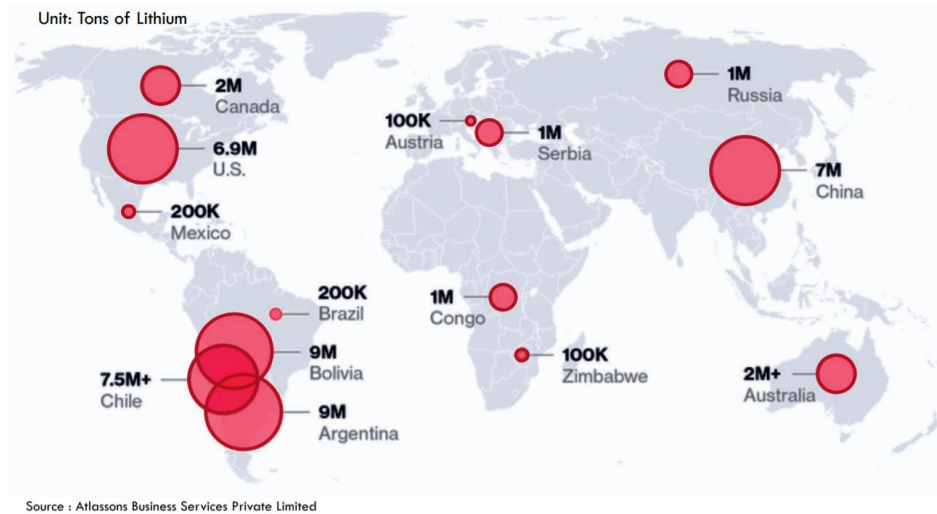 Unit: Tons of Lithium
2M
Canada
6.9M
U.S.
200K
Mexico
100K
Austria
1M
Serbia
1M
Russia
7M
China
200K
Brazil
9M
Bolivia
7.5M+
Chile
9M
Argentina
1M
Congo
100K
Zimbabwe
2M+
Australia
Source : Atlassons Business Services Private Limited